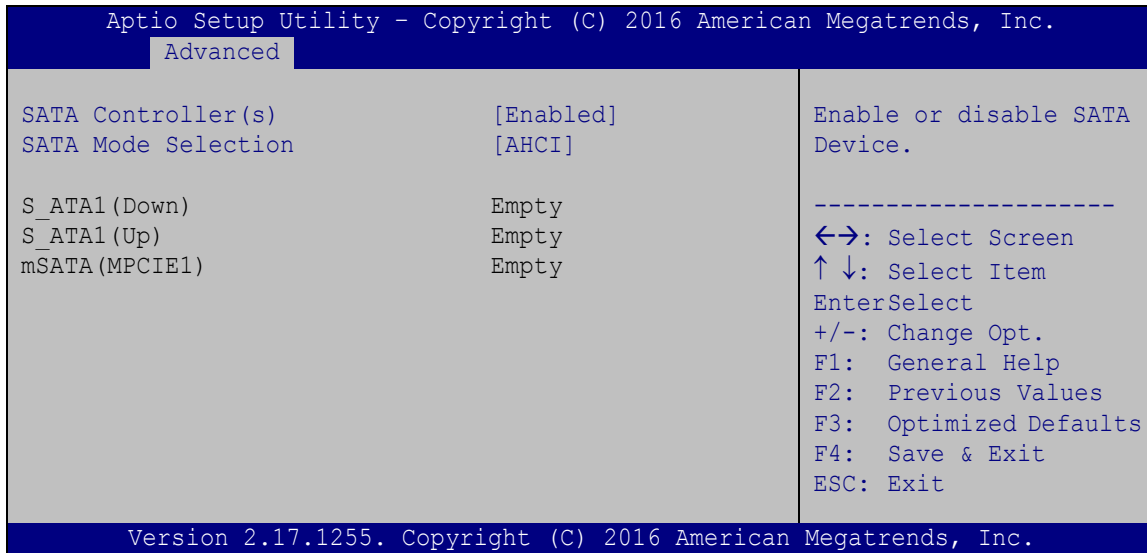 Aptio Setup Utility – Copyright (C) 2016 American Megatrends, Inc.
Advanced
SATA Controller(s) [Enabled]
SATA Mode Selection [AHCI]
S_ATA1(Down) Empty
S_ATA1(Up) Empty
mSATA(MPCIE1) Empty
Enable or disable SATA
Device.
---------------------
←→: Select Screen
↑ ↓: Select Item
EnterSelect
+/-: Change Opt.
F1: General Help
F2: Previous Values
F3: Optimized Defaults
F4: Save & Exit
ESC: Exit
Version 2.17.1255. Copyright (C) 2016 American Megatrends, Inc.